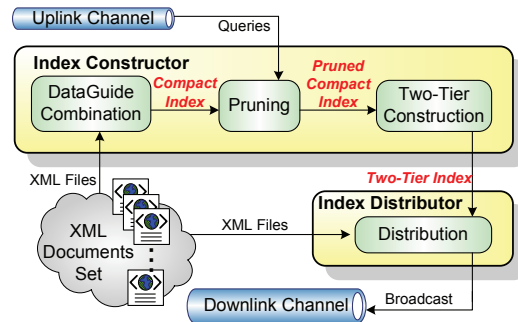 Uplink Channel
Queries
Index Constructor
DataGuide
Combination
Compact
Index
Pruning
Pruned
Compact
Index
Two-Tier
Construction
XML Files
Two-Tier Index
XML
Documents
Set
XML Files
Index Distributor
Distribution
Broadcast
Downlink Channel